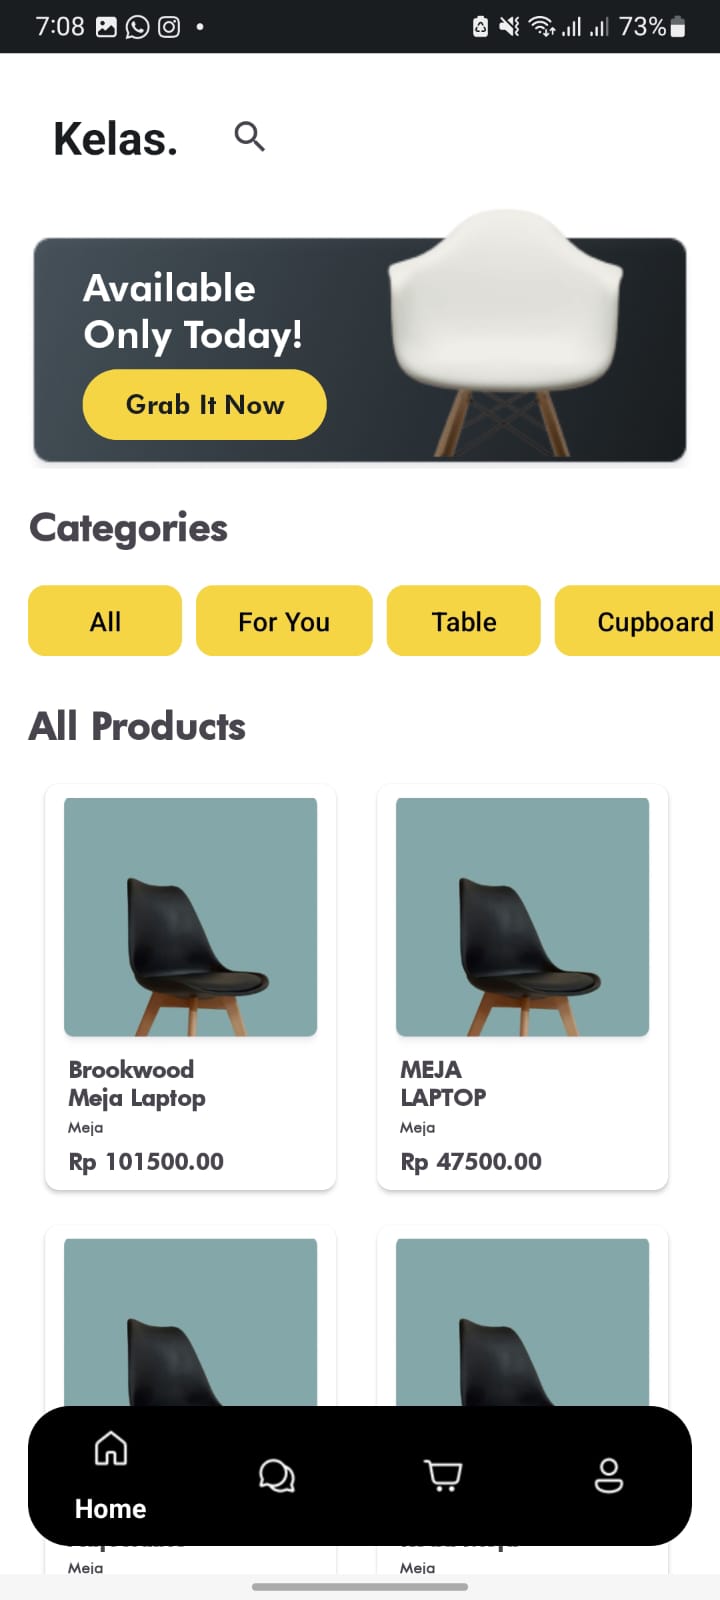 7:08
73%
Kelas.
Available
Only Today!
Grab It Now
Categories
All
For You
Table
Cupboard
All Products
Brookwood
Meja Laptop
Meja
Rp 101500.00
MEJA
LAPTOP
Meja
Rp 47500.00
Home
Meja
Meja